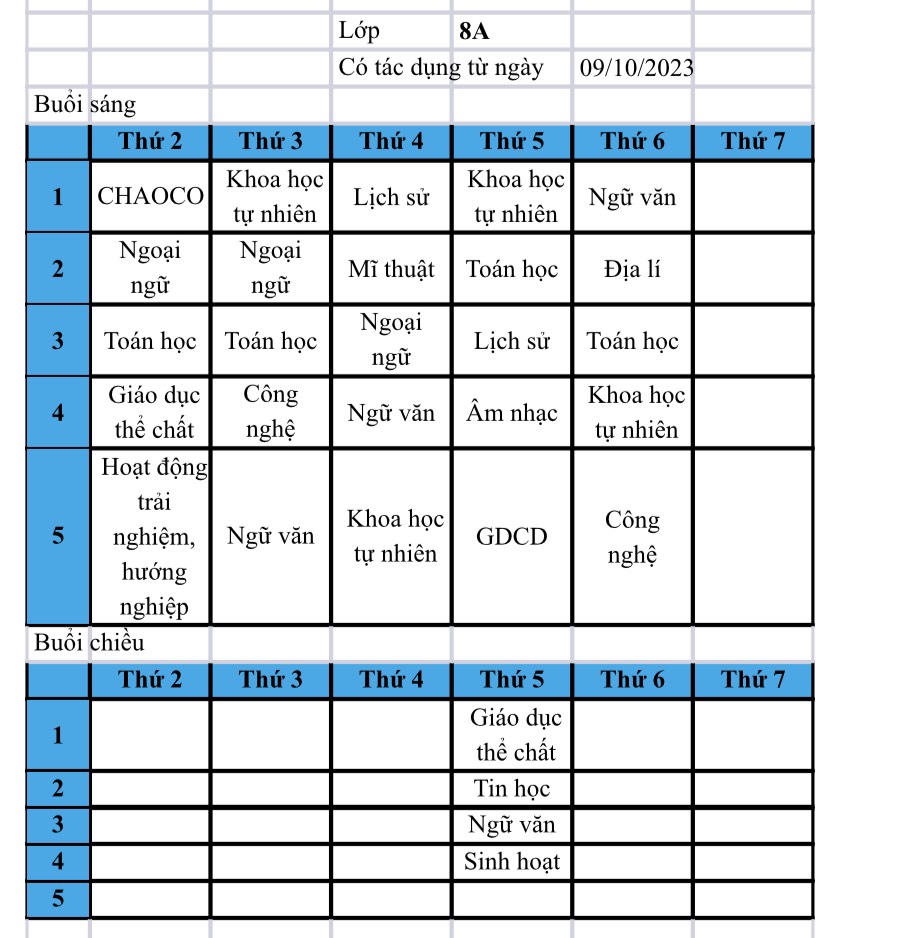 Lớp 8A
Có tác dụng từ ngày 09/10/2023
Buổi sáng
Thứ 2 Thứ 3 Thứ 4 Thứ 5 Thứ 6 Thứ 7
1 CHAOCO Khoa học tự nhiên Lịch sử Khoa học tự nhiên Ngữ văn
2 Ngoại ngữ Ngoại ngữ Mĩ thuật Toán học Địa lí
3 Toán học Toán học Ngoại ngữ Lịch sử Toán học
4 Giáo dục thể chất Công nghệ Ngữ văn Âm nhạc Khoa học tự nhiên
5 Hoạt động trải nghiệm, hướng nghiệp Ngữ văn Khoa học tự nhiên GDCD Công nghệ
Buổi chiều
Thứ 2 Thứ 3 Thứ 4 Thứ 5 Thứ 6 Thứ 7
1 Giáo dục thể chất
2 Tin học
3 Ngữ văn
4 Sinh hoạt
5